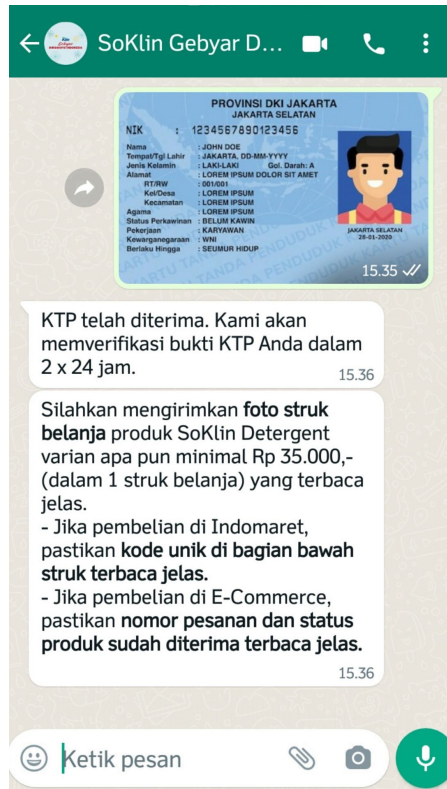 SoKlin Gebyar D...
PROVINSI DKI JAKARTA
JAKARTA SELATAN
NIK : 1234567890123456
Nama : JOHN DOE
Tempat/Tgl Lahir : JAKARTA, DD-MM-YYYY
Jenis Kelamin : LAKI-LAKI Gol. Darah: A
Alamat : LOREM IPSUM DOLOR SIT AMET
RT/RW : 001/001
Kel/Desa : LOREM IPSUM
Kecamatan : LOREM IPSUM
Agama : LOREM IPSUM
Status Perkawinan : BELUM KAWIN
Pekerjaan : KARYAWAN
Kewarganegaraan : WNI
Berlaku Hingga : SEUMUR HIDUP
JAKARTA SELATAN
28-01-2020
15.35
KTP telah diterima. Kami akan
memverifikasi bukti KTP Anda dalam
2 x 24 jam.
15.36
Silahkan mengirimkan foto struk
belanja produk SoKlin Detergent
varian apa pun minimal Rp 35.000,-
(dalam 1 struk belanja) yang terbaca
jelas.
- Jika pembelian di Indomaret,
pastikan kode unik di bagian bawah
struk terbaca jelas.
- Jika pembelian di E-Commerce,
pastikan nomor pesanan dan status
produk sudah diterima terbaca jelas.
15.36
Ketik pesan